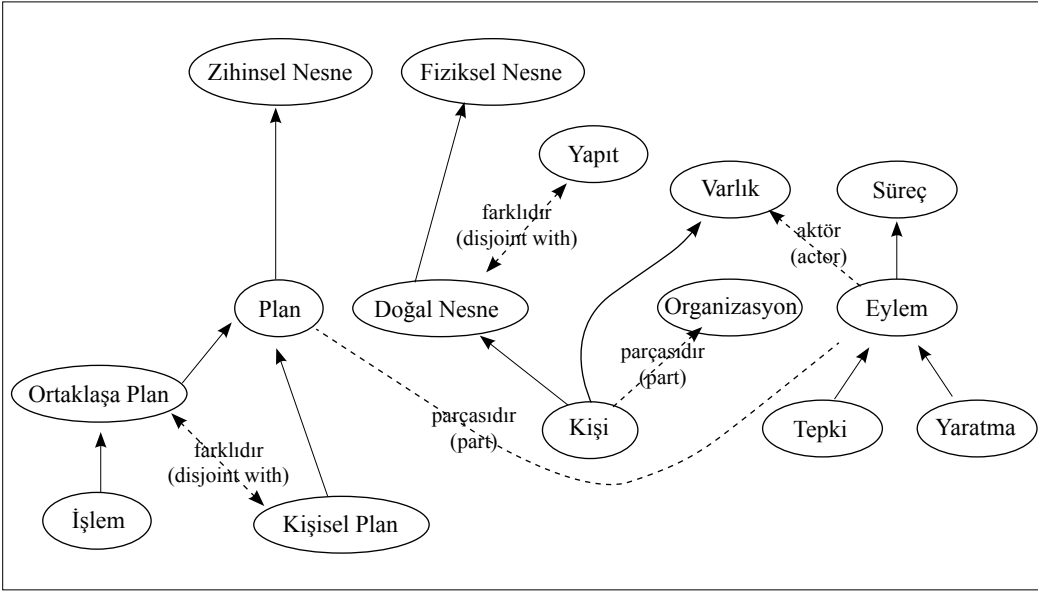 Zihinsel Nesne
Fiziksel Nesne
Yapıt
Varlık
Süreç
farklıdır
(disjoint with)
aktör
(actor)
Plan
Doğal Nesne
Organizasyon
Eylem
parçasıdır
(part)
Ortaklaşa Plan
parçasıdır
(part)
Kişi
Tepki
Yaratma
farklıdır
(disjoint with)
İşlem
Kişisel Plan